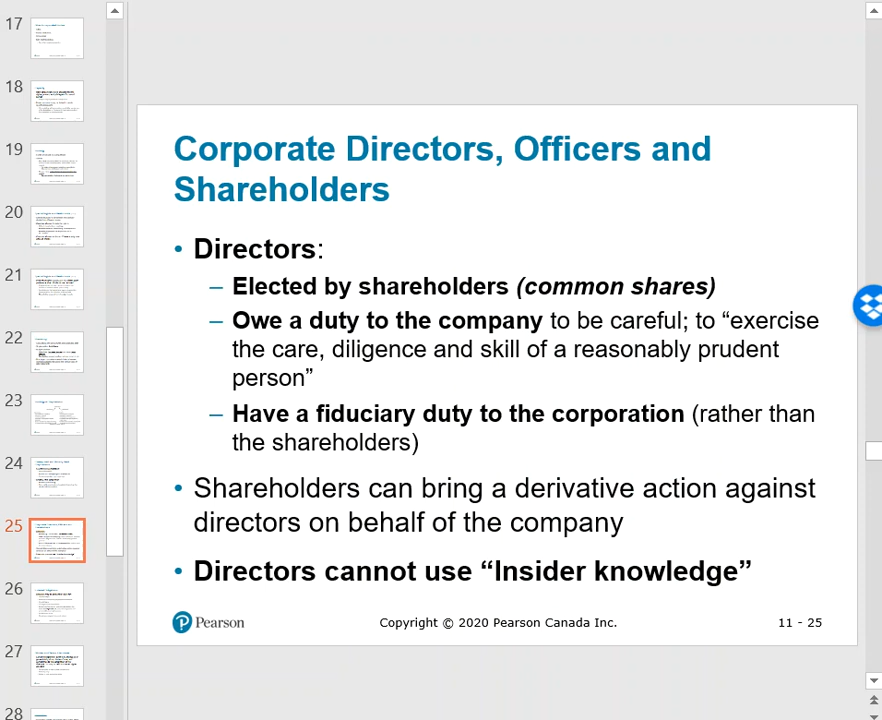 17
18
19
20
21
22
23
24
25
26
27
28
Corporate Directors, Officers and
Shareholders
• Directors:
– Elected by shareholders (common shares)
– Owe a duty to the company to be careful; to “exercise
the care, diligence and skill of a reasonably prudent
person”
– Have a fiduciary duty to the corporation (rather than
the shareholders)
• Shareholders can bring a derivative action against
directors on behalf of the company
• Directors cannot use “Insider knowledge”
P Pearson
Copyright © 2020 Pearson Canada Inc.
11 - 25